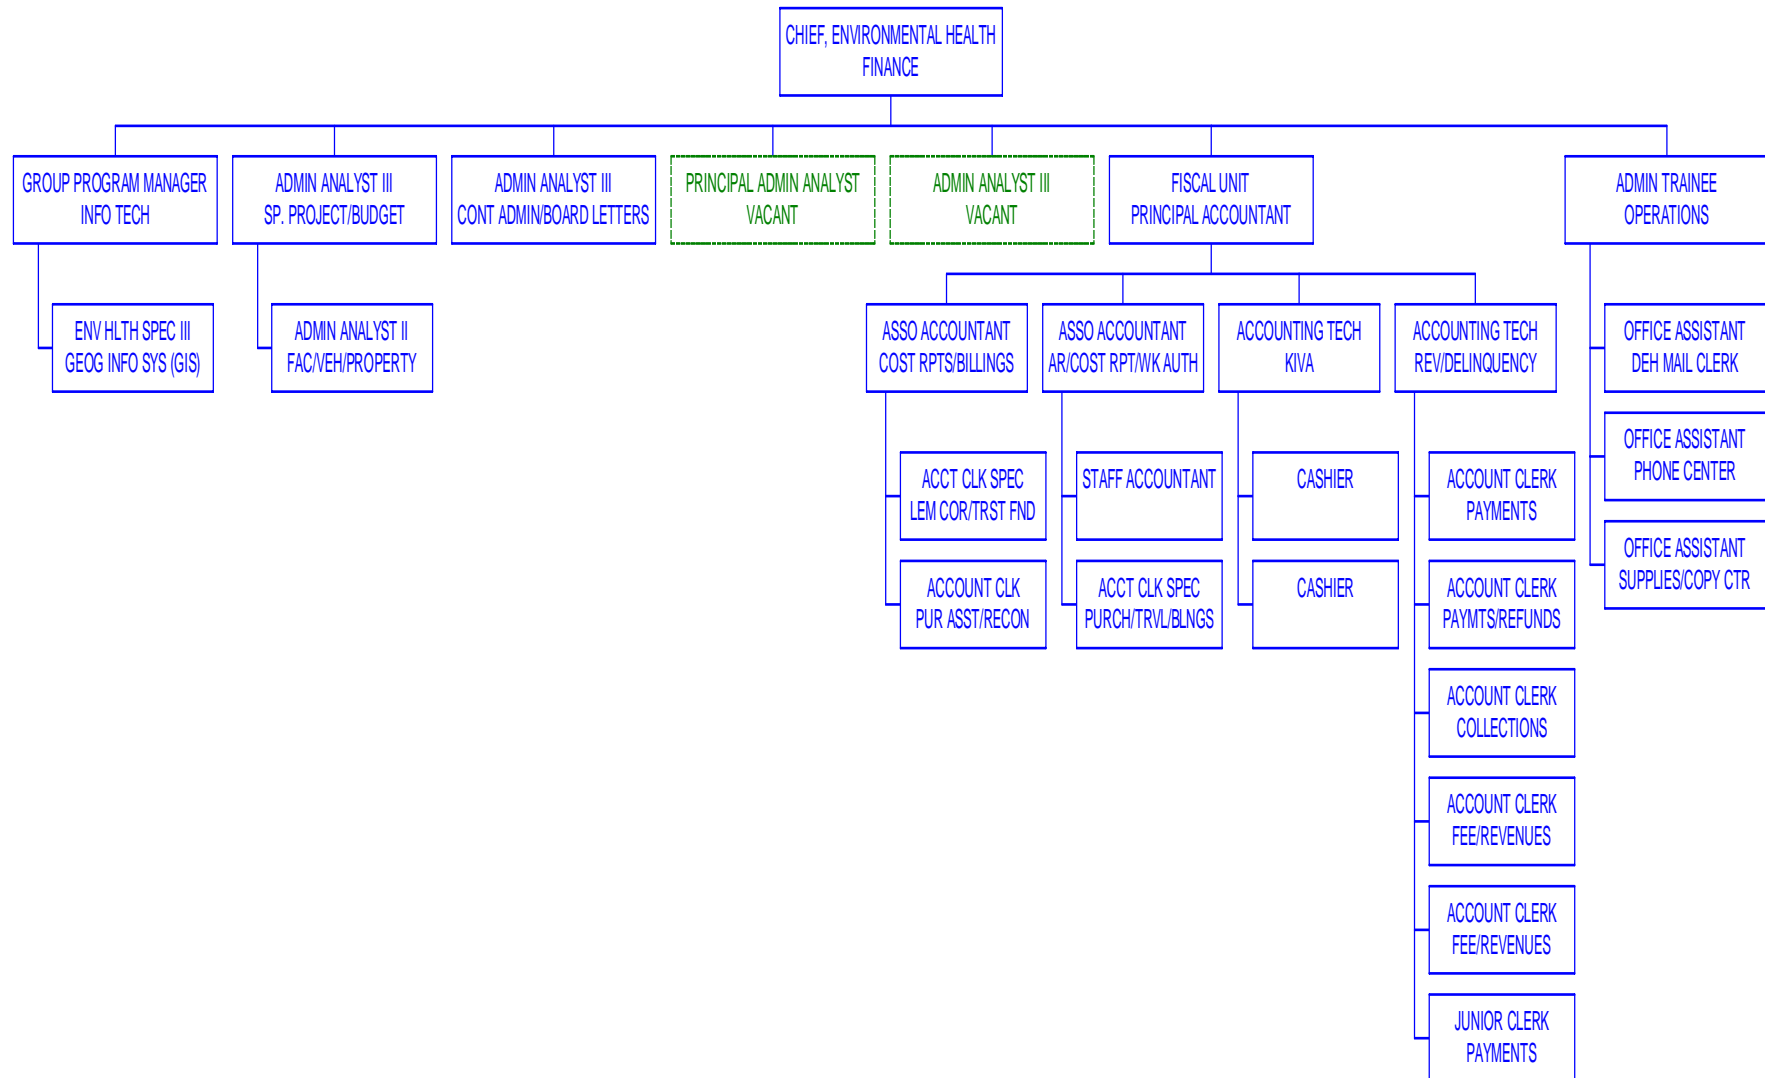 CHIEF, ENVIRONMENTAL HEALTH
FINANCE
GROUP PROGRAM MANAGER
INFO TECH
ADMIN ANALYST III
SP. PROJECT/BUDGET
ADMIN ANALYST III
CONT ADMIN/BOARD LETTERS
PRINCIPAL ADMIN ANALYST
VACANT
ADMIN ANALYST III
VACANT
FISCAL UNIT
PRINCIPAL ACCOUNTANT
ADMIN TRAINEE
OPERATIONS
ENV HLTH SPEC III
GEOG INFO SYS (GIS)
ADMIN ANALYST II
FAC/VEH/PROPERTY
ASSO ACCOUNTANT
COST RPTS/BILLINGS
ASSO ACCOUNTANT
AR/COST RPT/WK AUTH
ACCOUNTING TECH
KIVA
ACCOUNTING TECH
REV/DELINQUENCY
OFFICE ASSISTANT
DEH MAIL CLERK
OFFICE ASSISTANT
PHONE CENTER
OFFICE ASSISTANT
SUPPLIES/COPY CTR
ACCT CLK SPEC
LEM COR/TRST FND
ACCOUNT CLK
PUR ASST/RECON
STAFF ACCOUNTANT
ACCT CLK SPEC
PURCH/TRVL/BLNGS
CASHIER
CASHIER
ACCOUNT CLERK
PAYMENTS
ACCOUNT CLERK
PAYMTS/REFUNDS
ACCOUNT CLERK
COLLECTIONS
ACCOUNT CLERK
FEE/REVENUES
ACCOUNT CLERK
FEE/REVENUES
JUNIOR CLERK
PAYMENTS